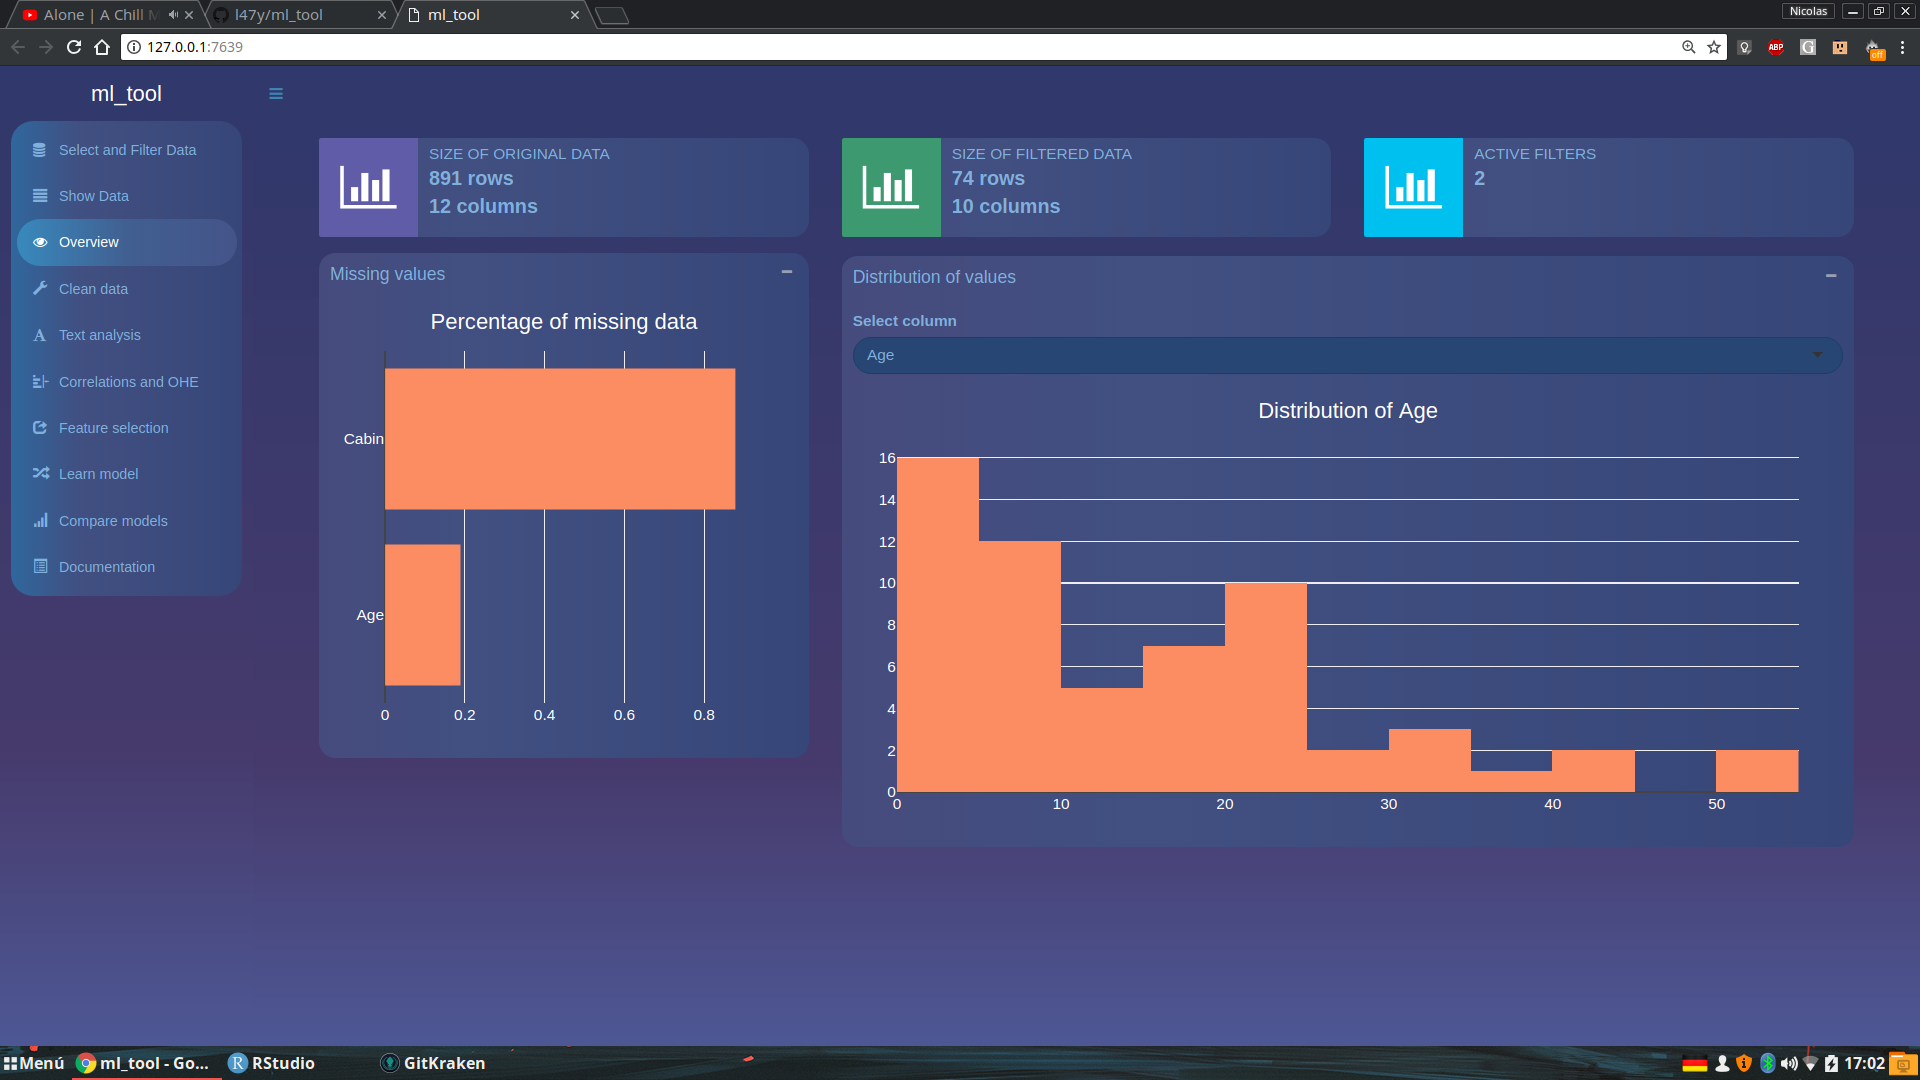 Alone | A Chill M
l47y/ml_tool
ml_tool
Nicolas
127.0.0.1:7639
ABP
G
off
ml_tool
Select and Filter Data
Show Data
Overview
Clean data
Text analysis
Correlations and OHE
Feature selection
Learn model
Compare models
Documentation
SIZE OF ORIGINAL DATA
891 rows
12 columns
SIZE OF FILTERED DATA
74 rows
10 columns
ACTIVE FILTERS
2
Missing values
Percentage of missing data
Cabin
Age
0 0.2 0.4 0.6 0.8
Distribution of values
Select column
Age
Distribution of Age
16
14
12
10
8
6
4
2
0
0 10 20 30 40 50
Menú
ml_tool - Go...
R RStudio
GitKraken
17:02